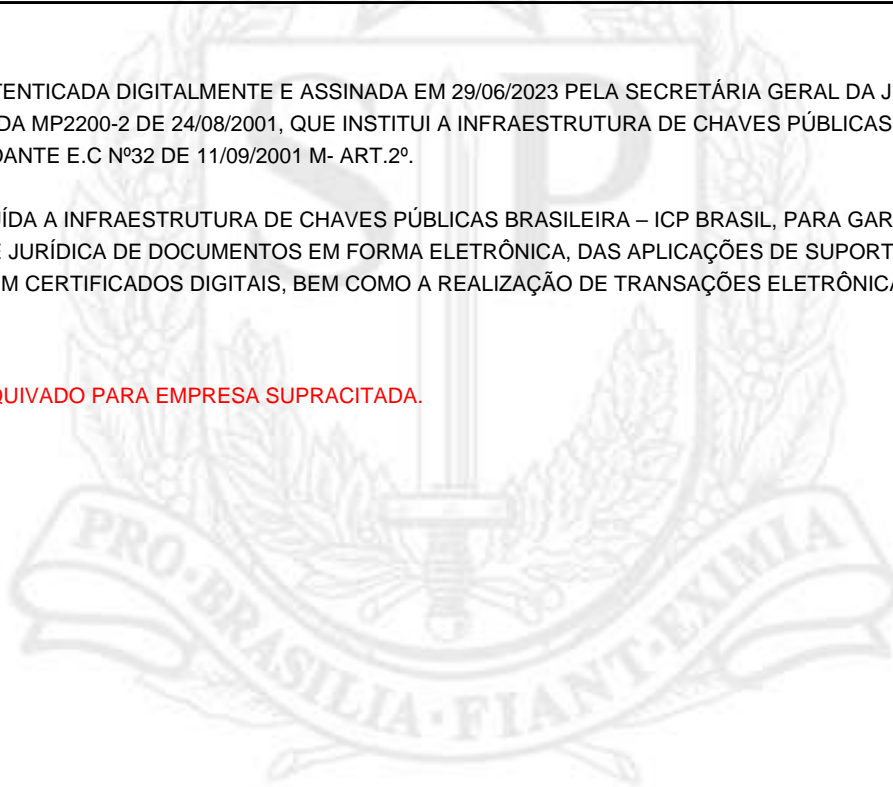 TENTICADA DIGITALMENTE E ASSINADA EM 29/06/2023 PELA SECRETÁRIA GERAL DA J
DA MP2200-2 DE 24/08/2001, QUE INSTITUI A INFRAESTRUTURA DE CHAVES PÚBLICAS
DANTE E.C Nº32 DE 11/09/2001 M- ART.2º.
UÍDA A INFRAESTRUTURA DE CHAVES PÚBLICAS BRASILEIRA – ICP BRASIL, PARA GAR
E JURÍDICA DE DOCUMENTOS EM FORMA ELETRÔNICA, DAS APLICAÇÕES DE SUPORT
EM CERTIFICADOS DIGITAIS, BEM COMO A REALIZAÇÃO DE TRANSAÇÕES ELETRÔNICA
QUIVADO PARA EMPRESA SUPRACITADA.
SP
PRO·BRASILIA·FIANT·EXIMIA